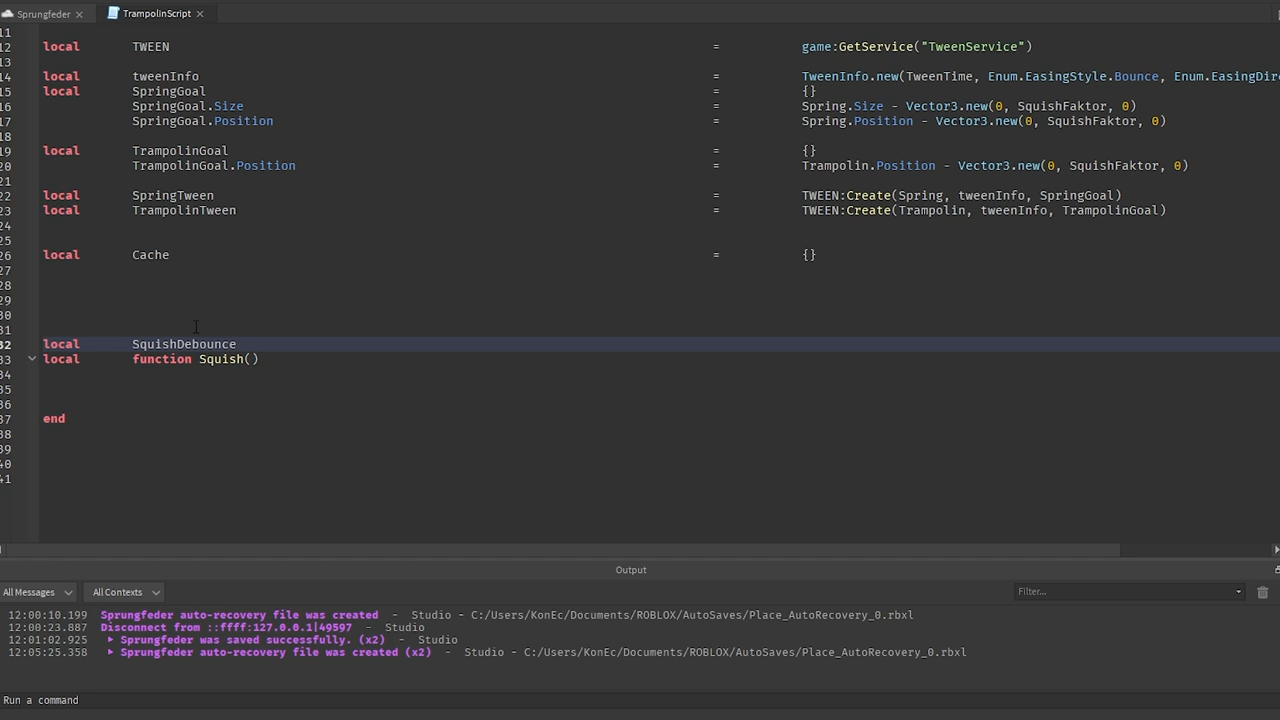 Sprungfeder TrampolinScript
11
12 local TWEEN = game:GetService("TweenService")
13
14 local tweenInfo = TweenInfo.new(TweenTime, Enum.EasingStyle.Bounce, Enum.EasingDire
15 local SpringGoal = {}
16 SpringGoal.Size = Spring.Size - Vector3.new(0, SquishFaktor, 0)
17 SpringGoal.Position = Spring.Position - Vector3.new(0, SquishFaktor, 0)
18
19 local TrampolinGoal = {}
20 TrampolinGoal.Position = Trampolin.Position - Vector3.new(0, SquishFaktor, 0)
21
22 local SpringTween = TWEEN:Create(Spring, tweenInfo, SpringGoal)
23 local TrampolinTween = TWEEN:Create(Trampolin, tweenInfo, TrampolinGoal)
24
25
26 local Cache = {}
27
28
29
30
31
32 local SquishDebounce
33 local function Squish()
34
35
36
37 end
38
39
40
41
Output
All Messages All Contexts Filter...
12:00:10.199 Sprungfeder auto-recovery file was created - Studio - C:/Users/KonEc/Documents/ROBLOX/AutoSaves/Place_AutoRecovery_0.rbxl
12:00:23.887 Disconnect from ::ffff:127.0.0.1|49597 - Studio
12:01:02.925 Sprungfeder was saved successfully. (x2) - Studio
12:05:25.358 Sprungfeder auto-recovery file was created (x2) - Studio - C:/Users/KonEc/Documents/ROBLOX/AutoSaves/Place_AutoRecovery_0.rbxl
Run a command